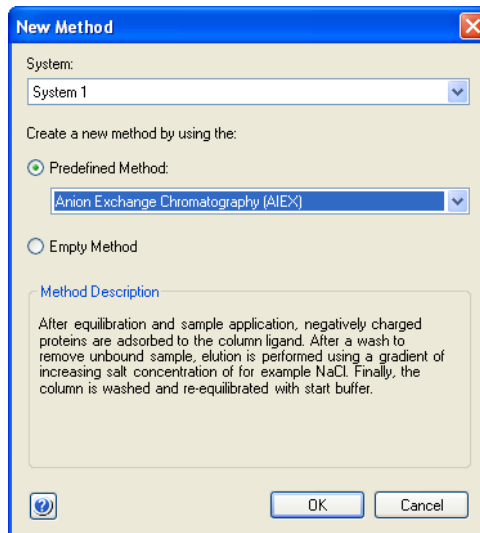 New Method
System:
System 1
Create a new method by using the:
Predefined Method:
Anion Exchange Chromatography (AIEX)
Empty Method
Method Description
After equilibration and sample application, negatively charged
proteins are adsorbed to the column ligand. After a wash to
remove unbound sample, elution is performed using a gradient of
increasing salt concentration of for example NaCl. Finally, the
column is washed and re-equilibrated with start buffer.
OK
Cancel